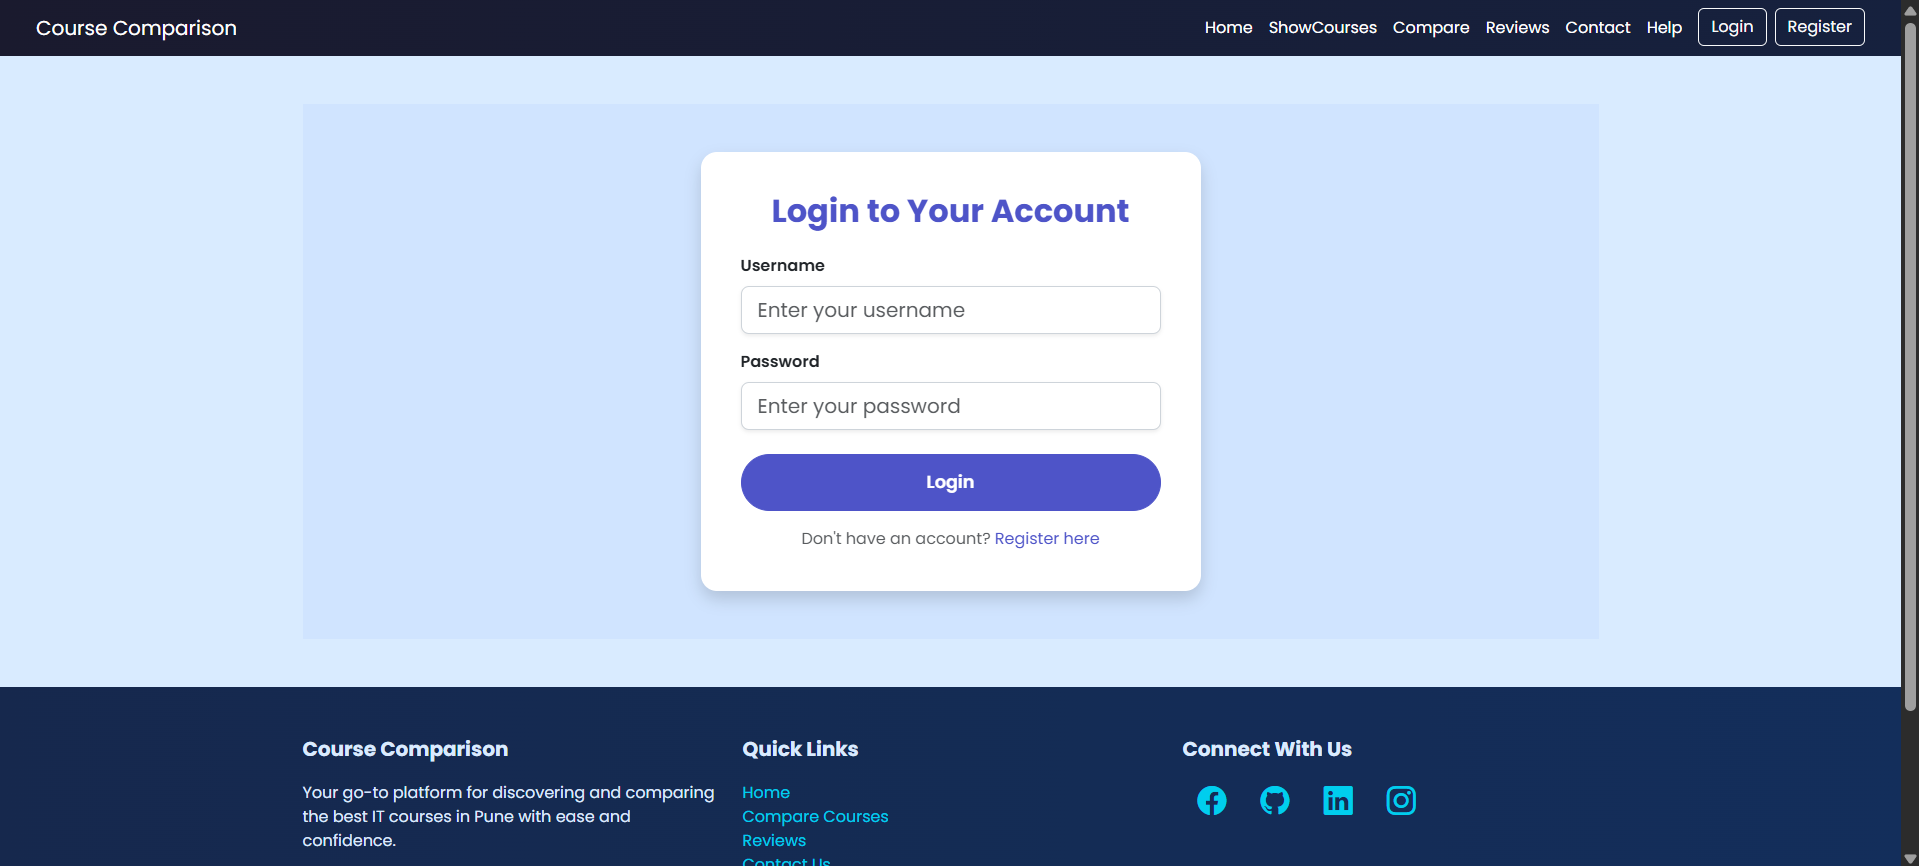 Course Comparison
Home ShowCourses Compare Reviews Contact Help Login Register
Login to Your Account
Username
Enter your username
Password
Enter your password
Login
Don't have an account? Register here
Course Comparison
Your go-to platform for discovering and comparing
the best IT courses in Pune with ease and
confidence.
Quick Links
Home
Compare Courses
Reviews
Contact Us
Connect With Us